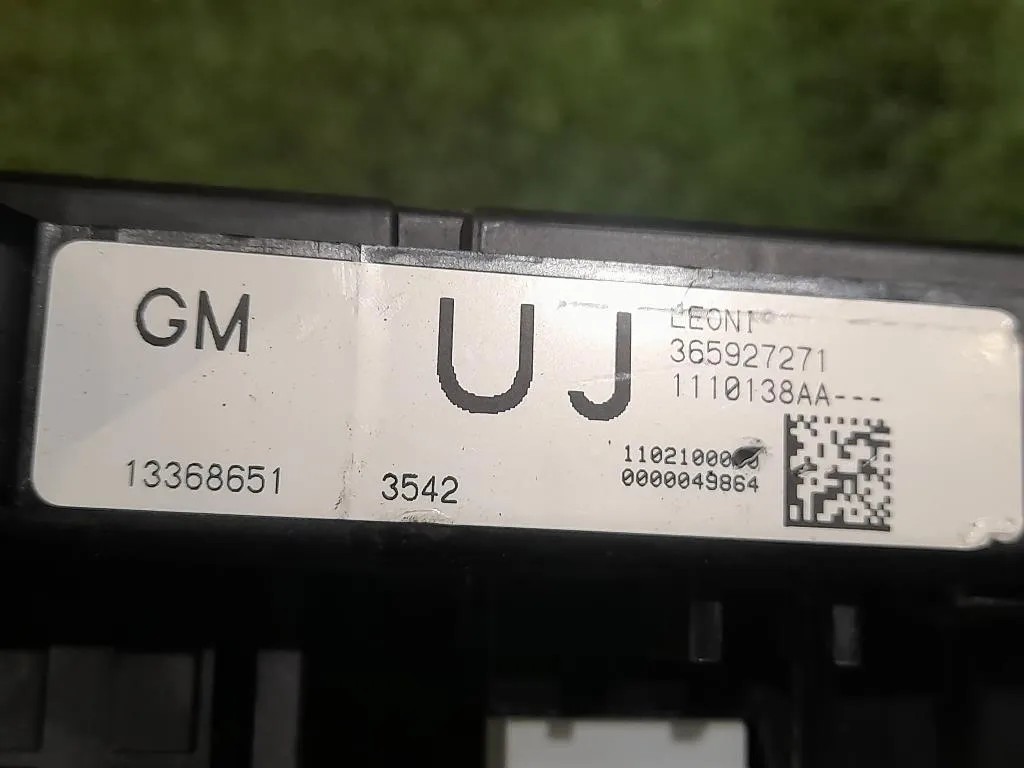 GM
UJ
LEONI
365927271
1110138AA---
13368651
3542
0000049864